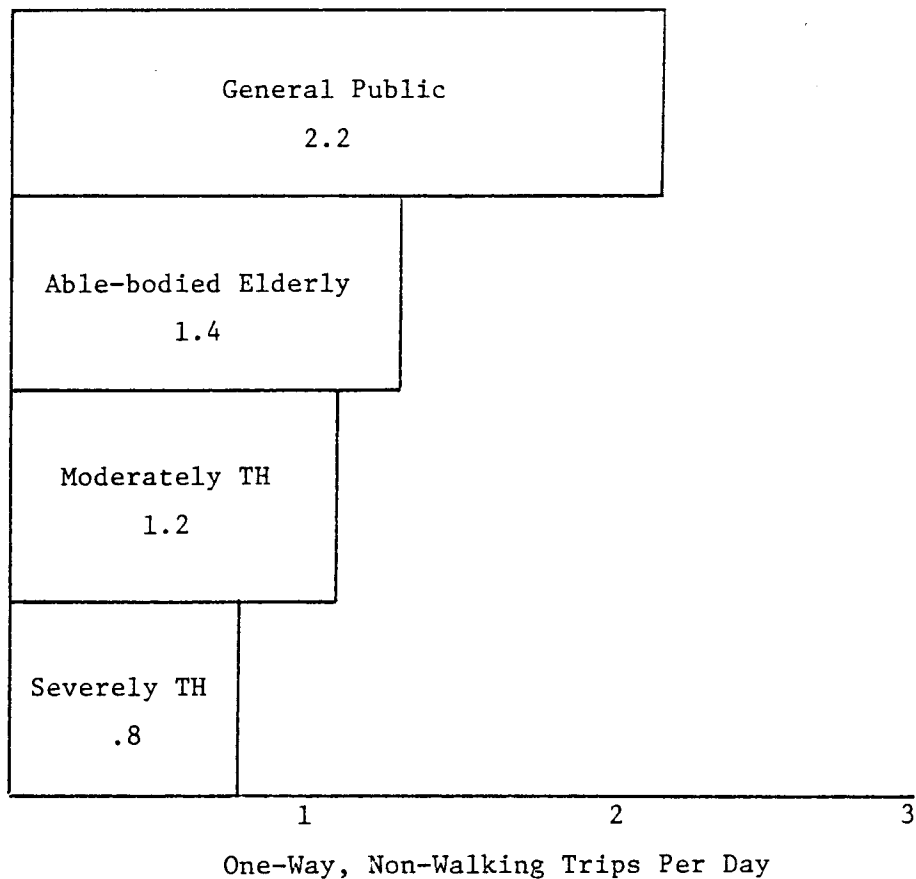 General Public
2.2
Able-bodied Elderly
1.4
Moderately TH
1.2
Severely TH
.8
1 2 3
One-Way, Non-Walking Trips Per Day